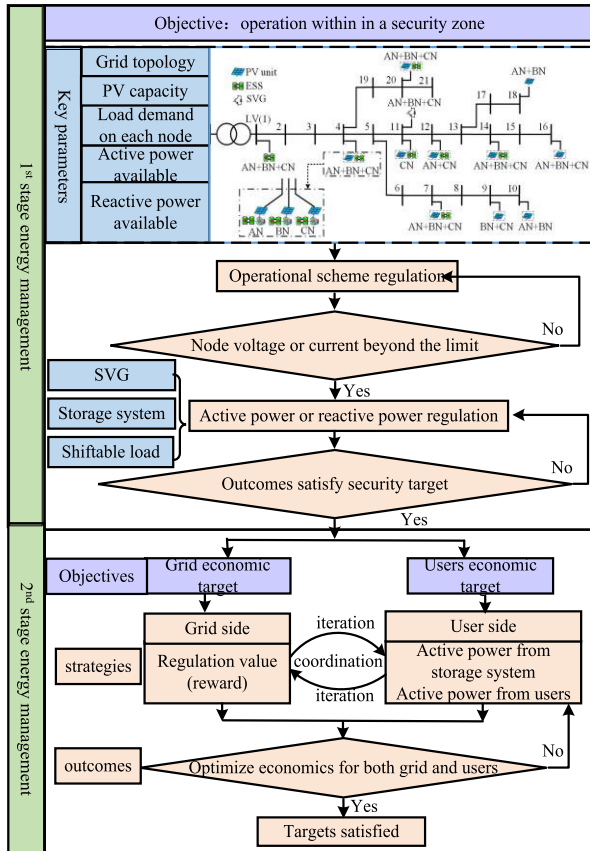 Objective：operation within in a security zone
1st stage energy management
Key parameters
Grid topology
PV capacity
Load demand
on each node
Active power
available
Reactive power
available
PV unit
ESS
SVG
LV(1)
2
3
4
5
19
20
21
11
12
13
14
15
16
17
18
6
7
8
9
10
AN+BN+CN
AN+BN+CN
AN+BN
AN+BN+CN
AN+BN+CN
CN
AN+CN
AN+BN+CN
AN+BN+CN
AN+BN+CN
BN+CN
AN+BN
AN
BN
CN
Operational scheme regulation
No
Node voltage or current beyond the limit
Yes
SVG
Storage system
Shiftable load
Active power or reactive power regulation
No
Outcomes satisfy security target
Yes
2nd stage energy management
Objectives
Grid economic
target
Users economic
target
strategies
Grid side
Regulation value
(reward)
iteration
coordination
iteration
User side
Active power from
storage system
Active power from users
outcomes
Optimize economics for both grid and users
No
Yes
Targets satisfied